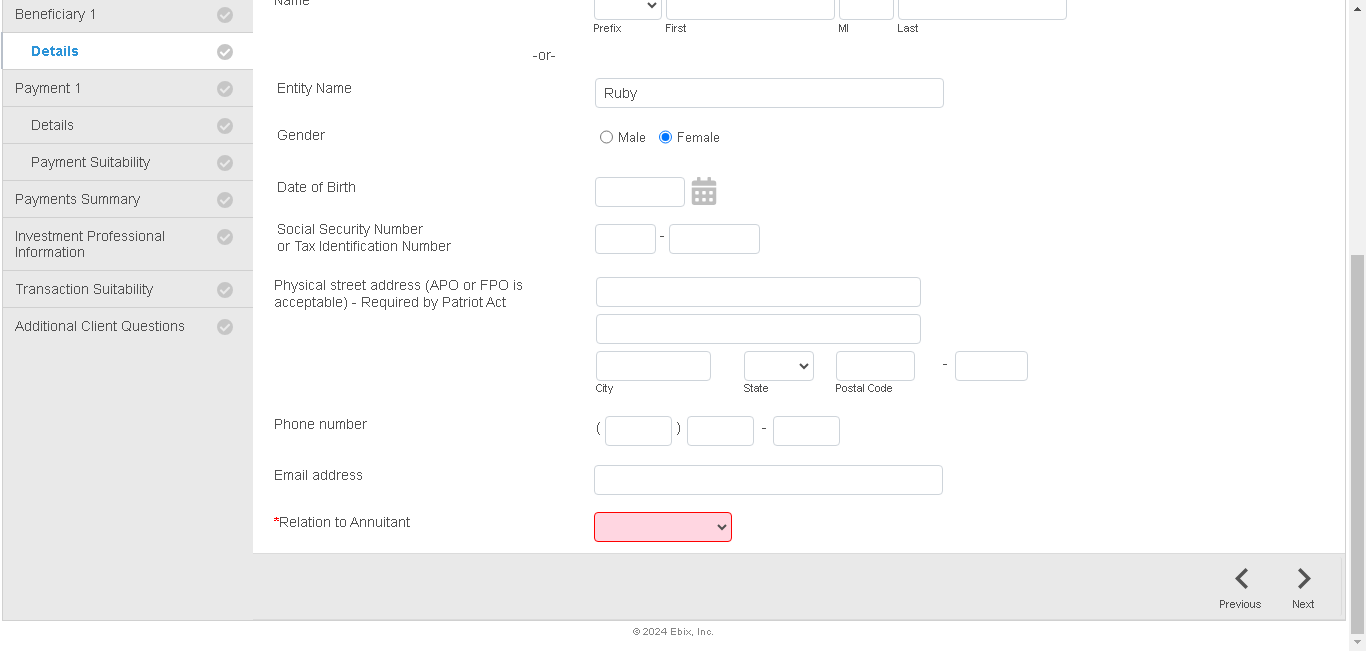 Beneficiary 1
Details
Payment 1
Details
Payment Suitability
Payments Summary
Investment Professional
Information
Transaction Suitability
Additional Client Questions
Name
Prefix First MI Last
-or-
Entity Name Ruby
Gender Male Female
Date of Birth
Social Security Number
or Tax Identification Number -
Physical street address (APO or FPO is
acceptable) - Required by Patriot Act
-
City State Postal Code
Phone number ( ) -
Email address
*Relation to Annuitant
Previous Next
© 2024 Ebix, Inc.